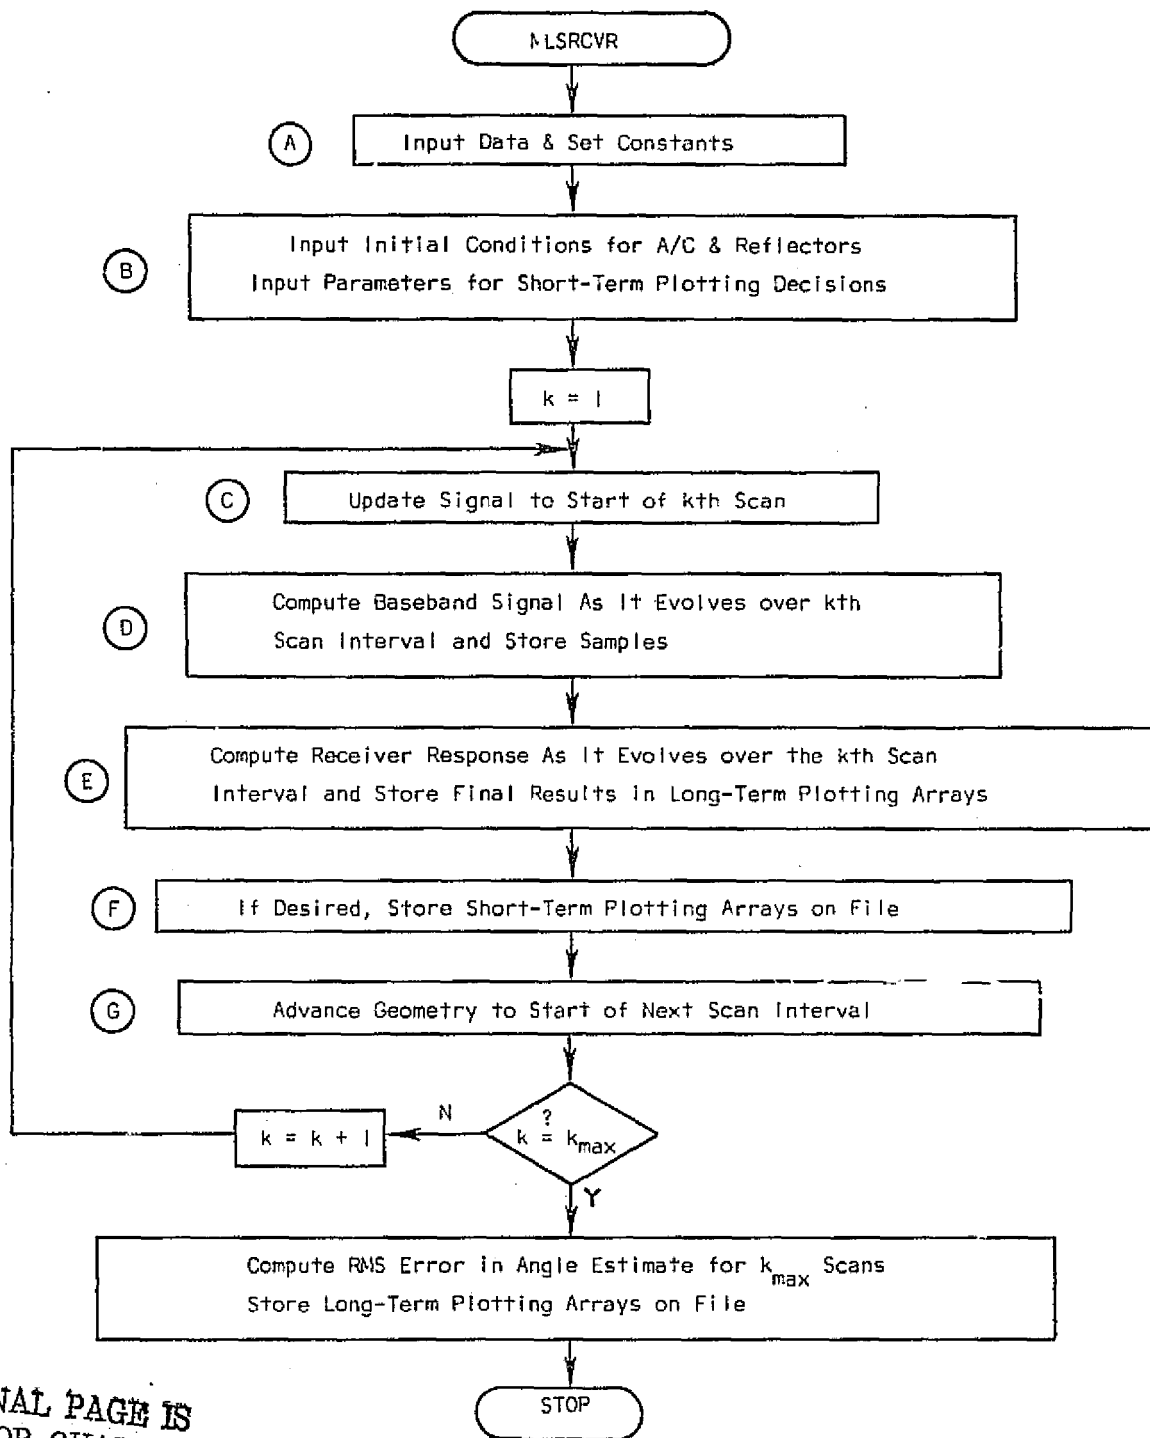 MLSRCVR
A
Input Data & Set Constants
B
Input Initial Conditions for A/C & Reflectors
Input Parameters for Short-Term Plotting Decisions
k = 1
C
Update Signal to Start of kth Scan
D
Compute Baseband Signal As It Evolves over kth
Scan Interval and Store Samples
E
Compute Receiver Response As It Evolves over the kth Scan
Interval and Store Final Results in Long-Term Plotting Arrays
F
If Desired, Store Short-Term Plotting Arrays on File
G
Advance Geometry to Start of Next Scan Interval
?
k = kmax
N
k = k + 1
Y
Compute RMS Error in Angle Estimate for kmax Scans
Store Long-Term Plotting Arrays on File
STOP
NAL PAGE IS